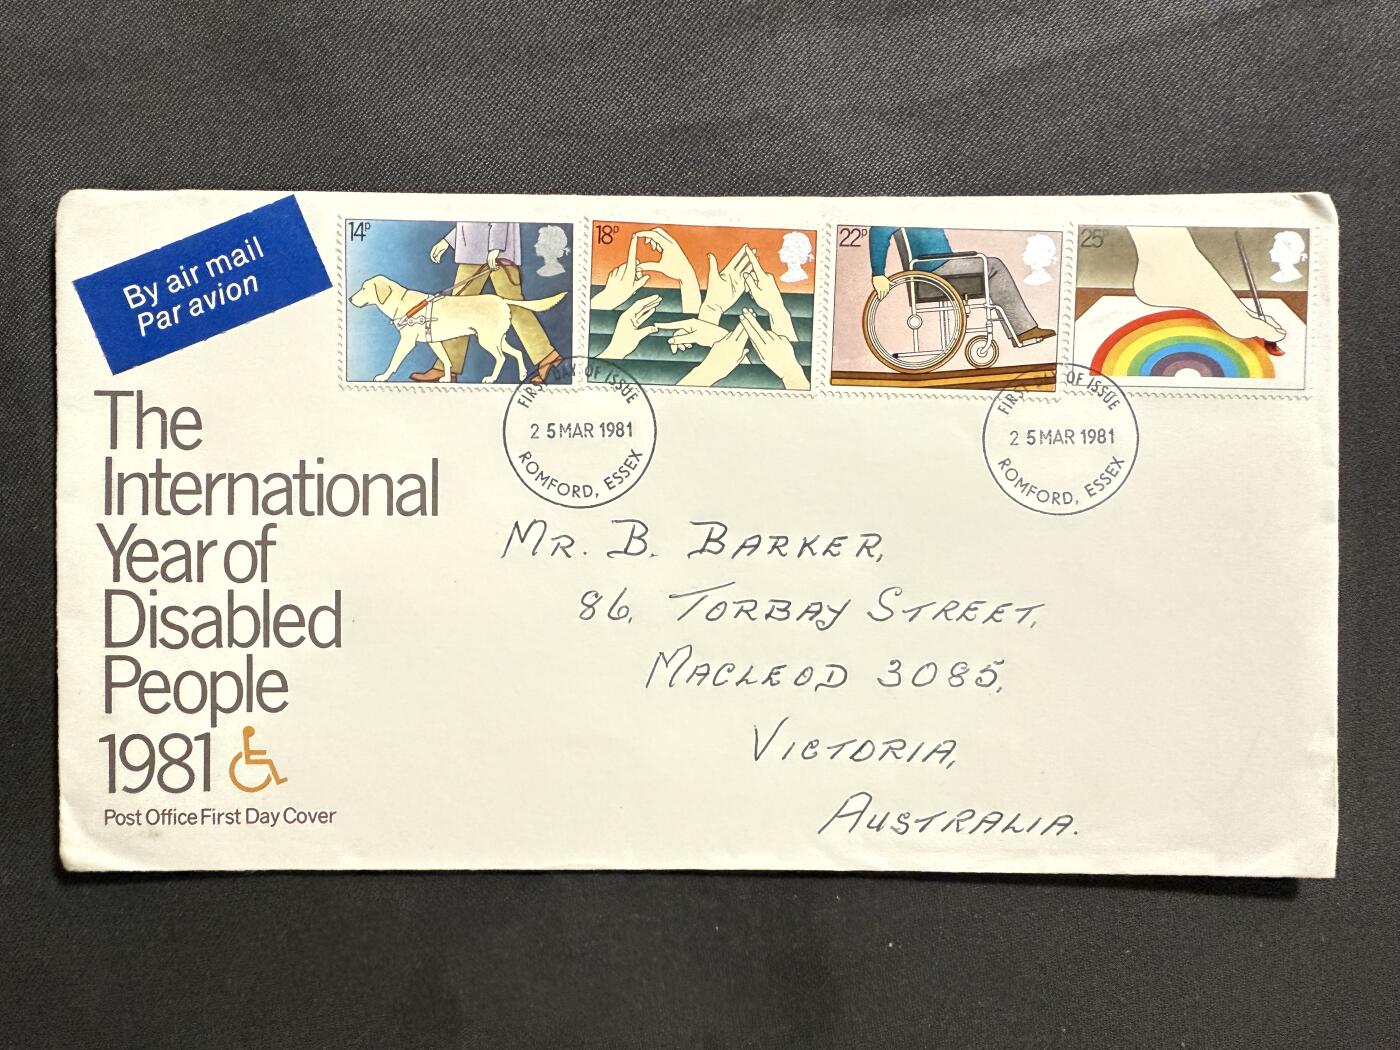 By air mail
Par avion
14P
18P
22P
25P
The
International
Year of
Disabled
People
1981
Post Office First Day Cover
FIRST DAY OF ISSUE
25 MAR 1981
ROMFORD, ESSEX
FIRST DAY OF ISSUE
25 MAR 1981
ROMFORD, ESSEX
MR. B. BARKER,
86, TORBAY STREET,
MACLEOD 3085,
VICTORIA,
AUSTRALIA.